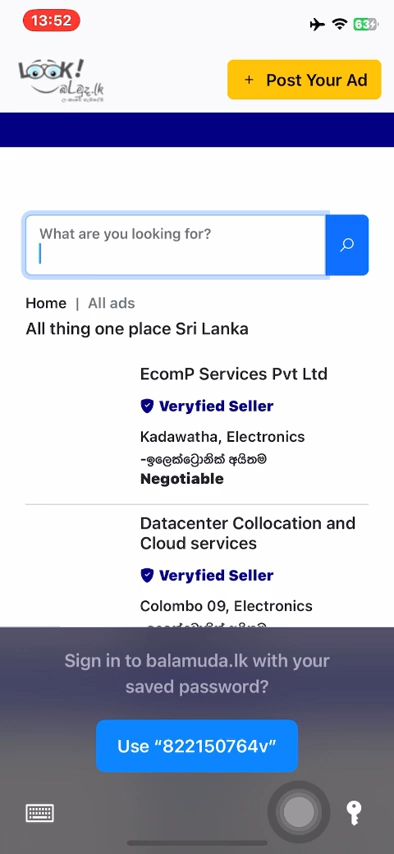 13:52
63
LOOK!
බලමුද.lk
+ Post Your Ad
What are you looking for?
Home | All ads
All thing one place Sri Lanka
EcomP Services Pvt Ltd
Veryfied Seller
Kadawatha, Electronics
-ඉලෙක්ට්‍රොනික් අයිතම
Negotiable
Datacenter Collocation and
Cloud services
Veryfied Seller
Colombo 09, Electronics
Sign in to balamuda.lk with your
saved password?
Use “822150764v”